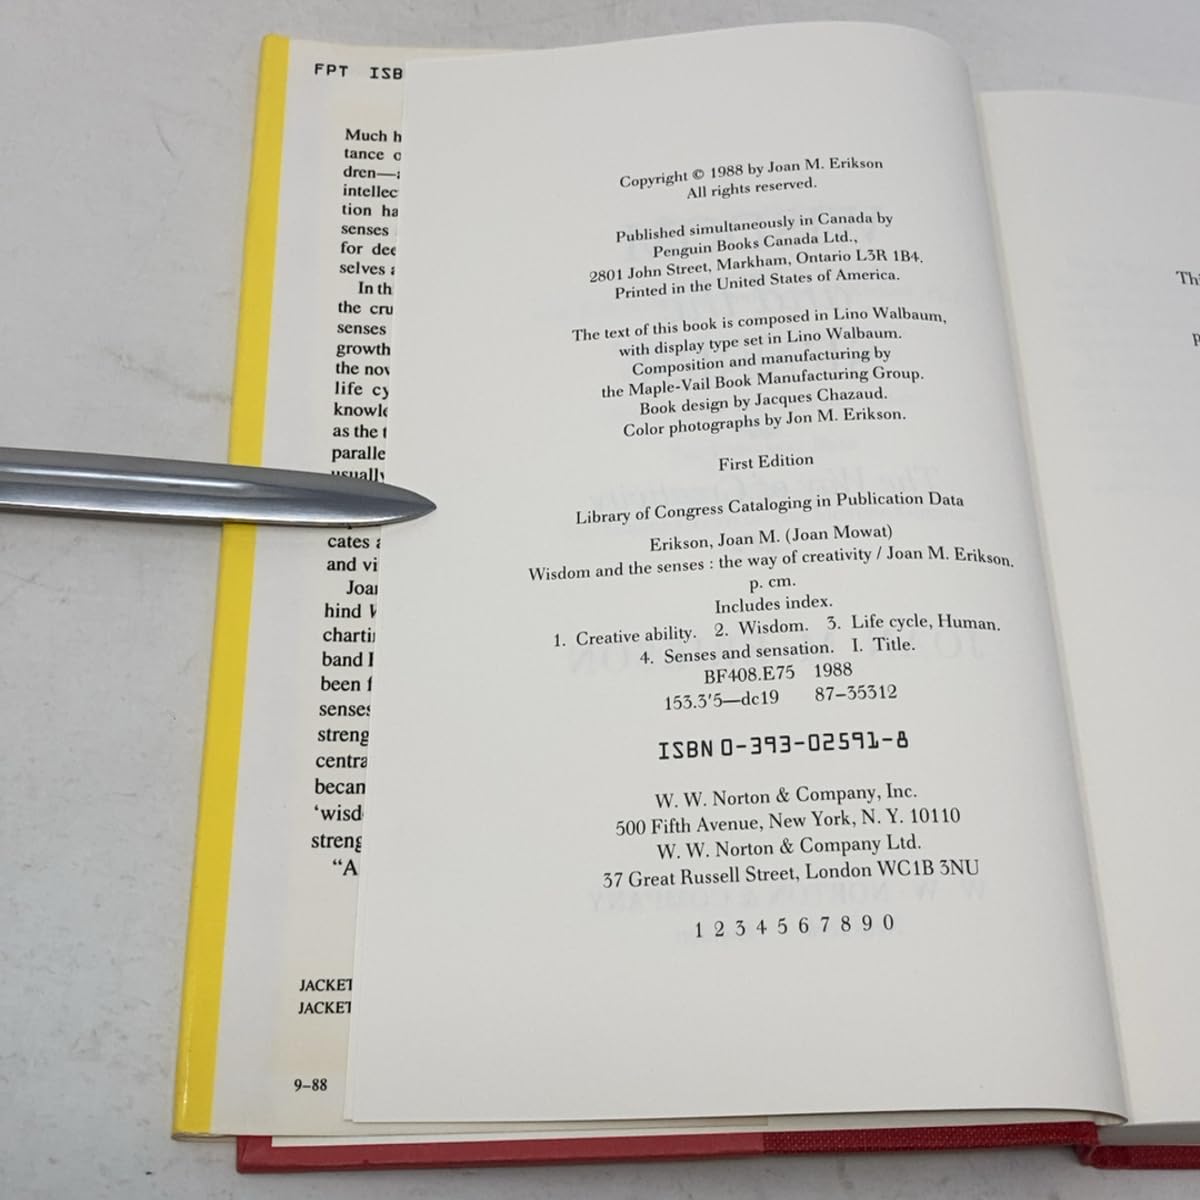 FPT ISB
Much h
tance o
dren—
intellec
tion ha
senses
for dee
selves
In th
the cru
senses
growth
the nov
life cy
knowle
as the t
paralle
usually
cates
and vi
Joan
hind W
charti
band
been f
senses
streng
centra
becam
‘wisd
streng
“A
JACKET
JACKET
9–88
Copyright © 1988 by Joan M. Erikson
All rights reserved.
Published simultaneously in Canada by
Penguin Books Canada Ltd.,
2801 John Street, Markham, Ontario L3R 1B4.
Printed in the United States of America.
The text of this book is composed in Lino Walbaum,
with display type set in Lino Walbaum.
Composition and manufacturing by
the Maple-Vail Book Manufacturing Group.
Book design by Jacques Chazaud.
Color photographs by Jon M. Erikson.
First Edition
Library of Congress Cataloging in Publication Data
Erikson, Joan M. (Joan Mowat)
Wisdom and the senses : the way of creativity / Joan M. Erikson.
p. cm.
Includes index.
1. Creative ability. 2. Wisdom. 3. Life cycle, Human.
4. Senses and sensation. I. Title.
BF408.E75 1988
153.3'5—dc19 87–35312
ISBN 0-393-02591-8
W. W. Norton & Company, Inc.
500 Fifth Avenue, New York, N. Y. 10110
W. W. Norton & Company Ltd.
37 Great Russell Street, London WC1B 3NU
1 2 3 4 5 6 7 8 9 0
Thi
p